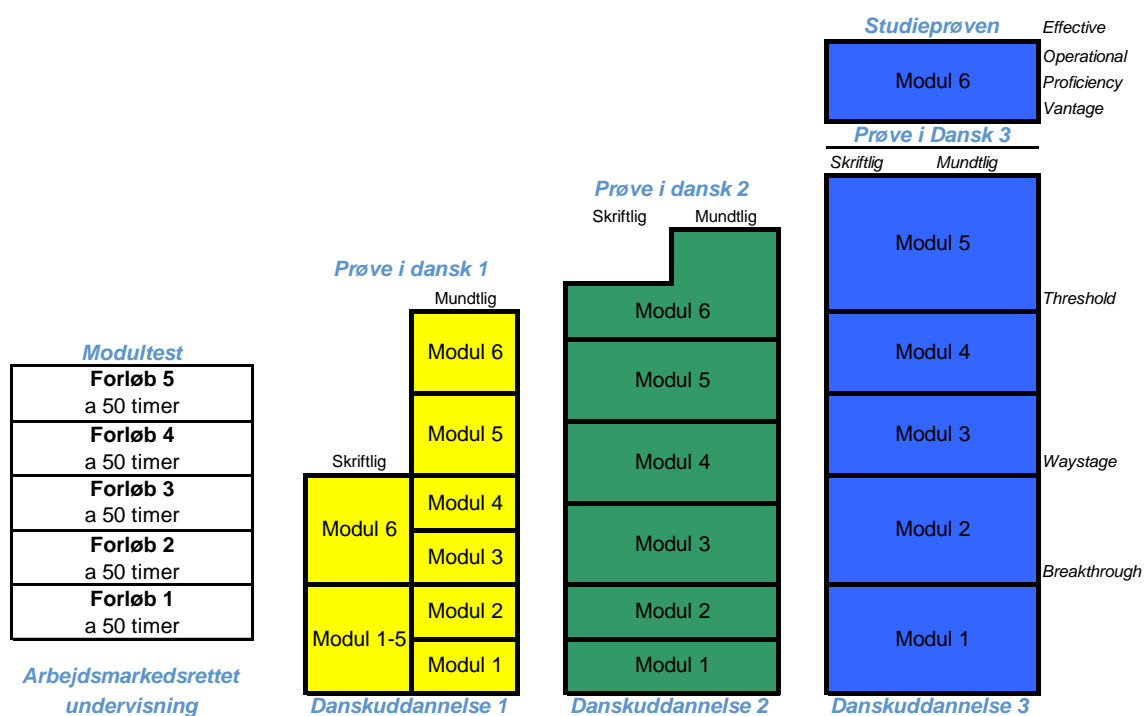 Modultest
Forløb 5
a 50 timer
Forløb 4
a 50 timer
Forløb 3
a 50 timer
Forløb 2
a 50 timer
Forløb 1
a 50 timer
Arbejdsmarkedsrettet
undervisning
Prøve i dansk 1
Mundtlig
Modul 6
Modul 5
Skriftlig
Modul 4
Modul 6
Modul 3
Modul 2
Modul 1-5
Modul 1
Danskuddannelse 1
Prøve i dansk 2
Skriftlig
Mundtlig
Modul 6
Modul 5
Modul 4
Modul 3
Modul 2
Modul 1
Danskuddannelse 2
Studieprøven
Modul 6
Prøve i Dansk 3
Skriftlig
Mundtlig
Modul 5
Modul 4
Modul 3
Modul 2
Modul 1
Danskuddannelse 3
Effective
Operational
Proficiency
Vantage
Threshold
Waystage
Breakthrough